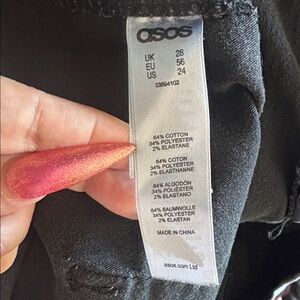 asos
UK 28
EU 56
US 24
03694102
64% COTTON
34% POLYESTER
2% ELASTANE
64% COTON
34% POLYESTER
2% ELASTHANNE
64% ALGODÓN
34% POLIÉSTER
2% ELASTANO
64% BAUMWOLLE
34% POLYESTER
2% ELASTAN
MADE IN CHINA
asos.com Ltd